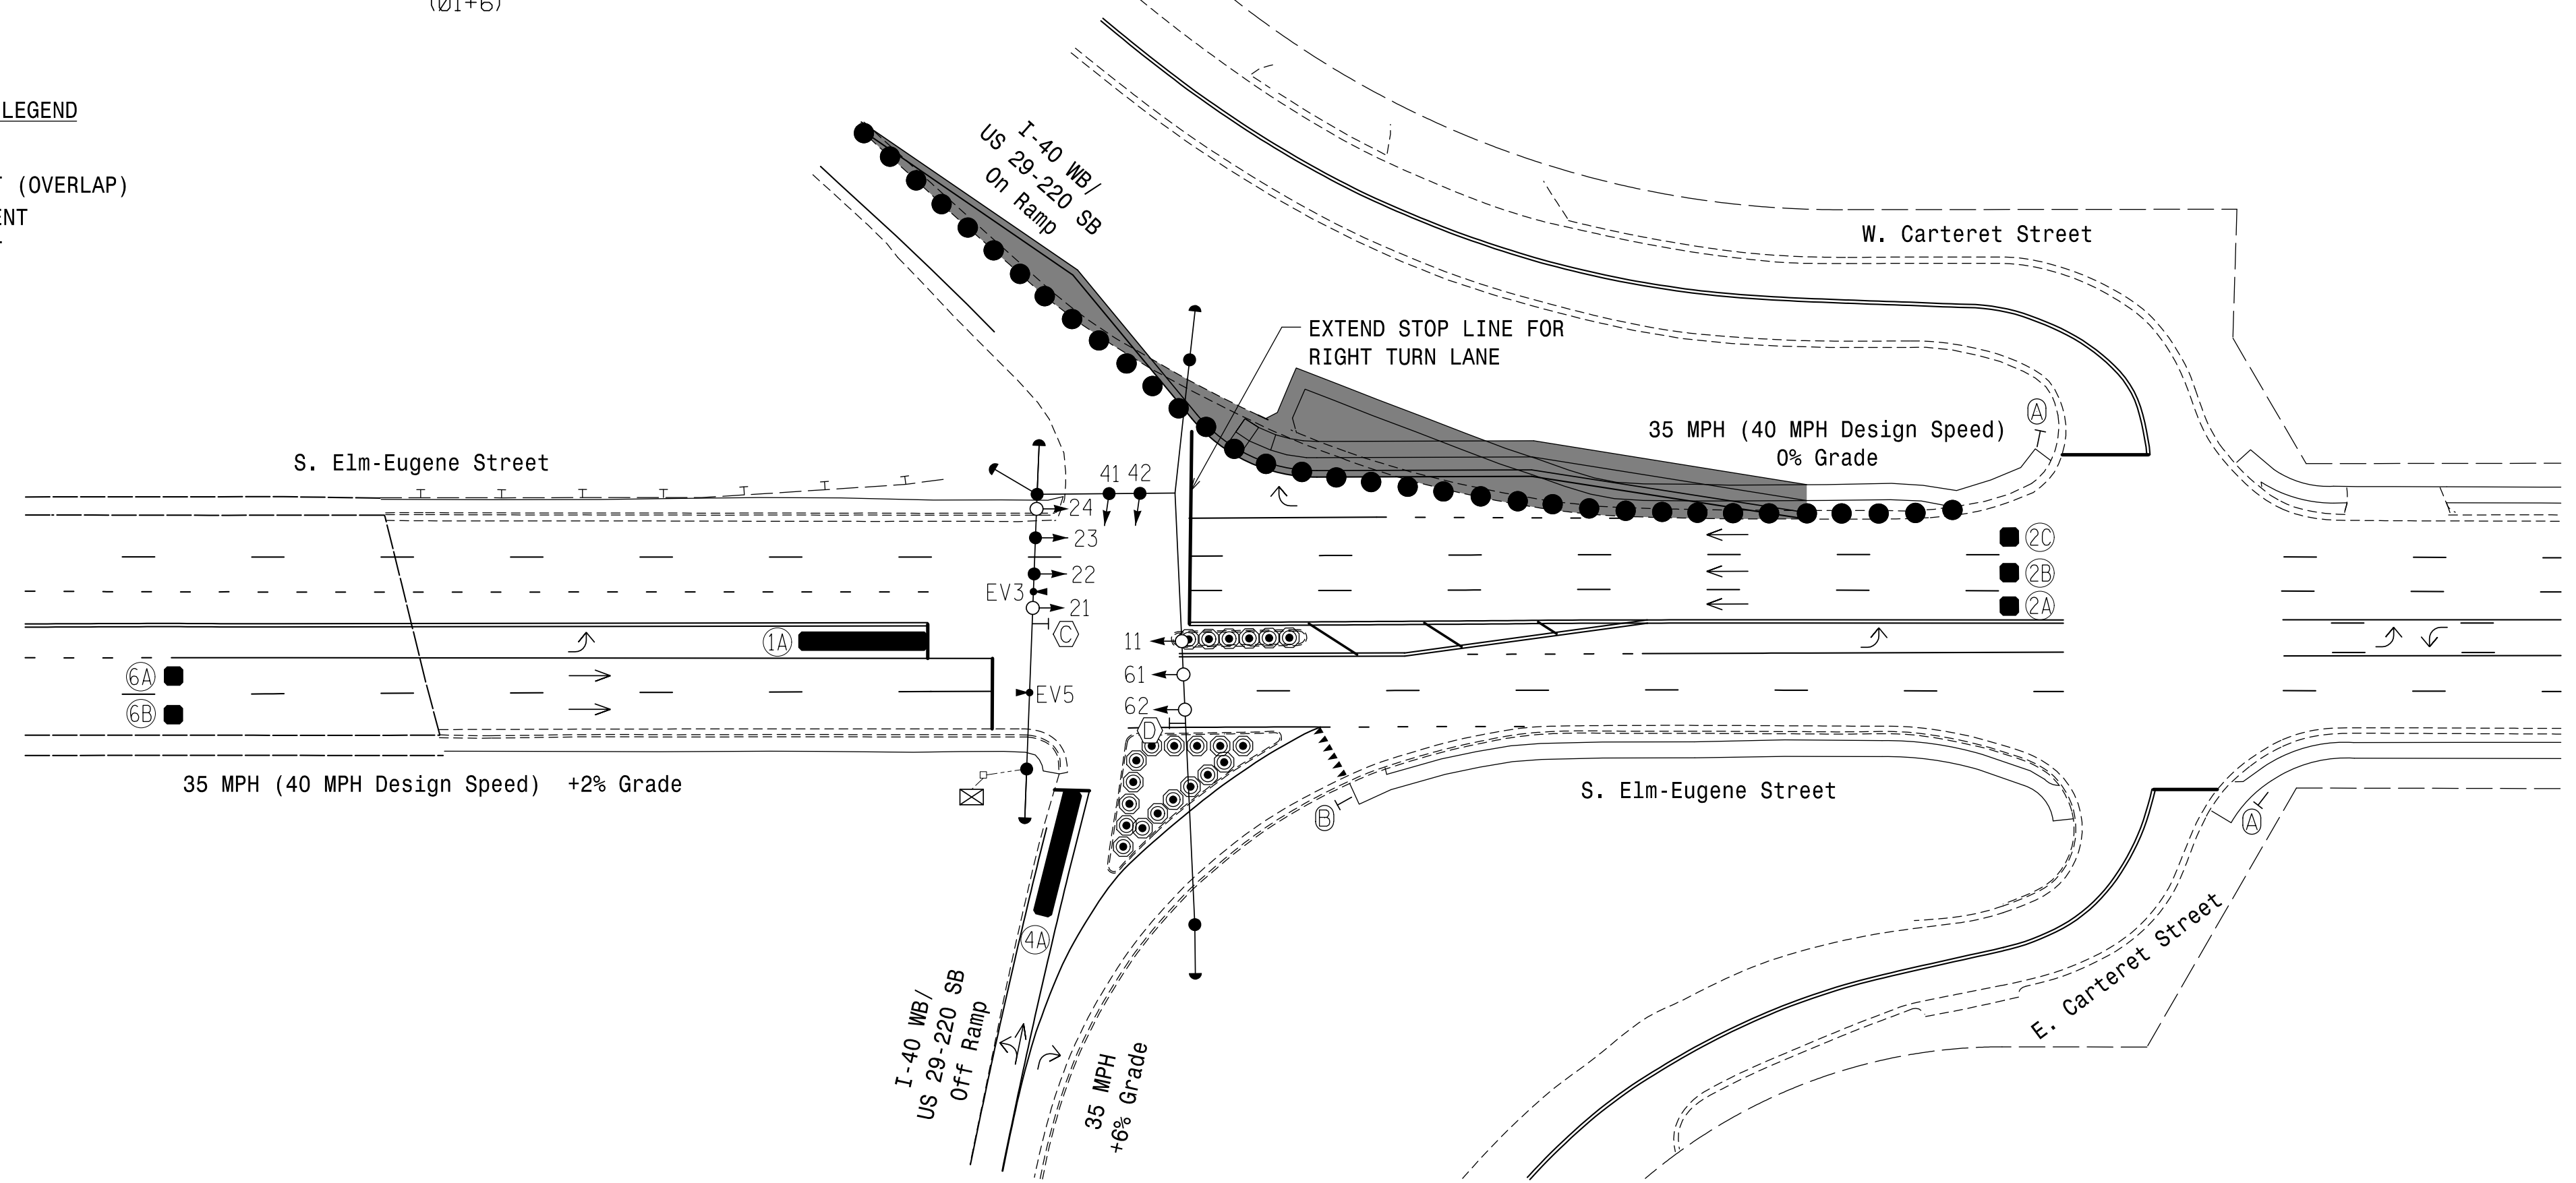 (Ø1+6)
LEGEND
T (OVERLAP)
ENT
I-40 WB/
US 29-220 SB
On Ramp
W. Carteret Street
EXTEND STOP LINE FOR
RIGHT TURN LANE
A
35 MPH (40 MPH Design Speed)
0% Grade
S. Elm-Eugene Street
41 42
24
23
22
EV3
21
C
2C
2B
2A
1A
11
6A
61
EV5
6B
62
D
35 MPH (40 MPH Design Speed) +2% Grade
S. Elm-Eugene Street
B
A
4A
E. Carteret Street
I-40 WB/
US 29-220 SB
Off Ramp
35 MPH
+6% Grade